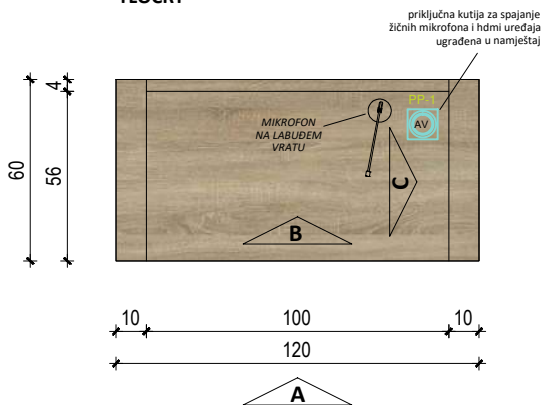 TLOCRT
priključna kutija za spajanje
žičnih mikrofona i hdmi uređaja
ugrađena u namještaj
PP-1
AV
MIKROFON
NA LABUĐEM
VRATU
C
B
60
4
56
10
100
10
120
A